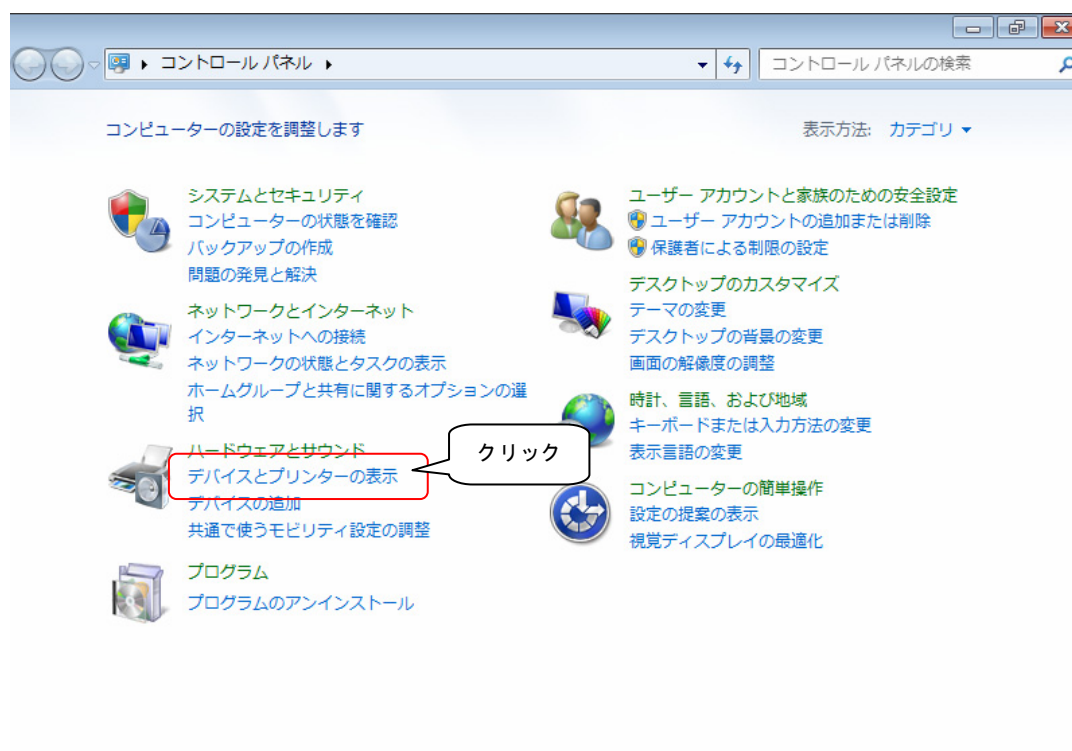 コントロール パネル
コントロール パネルの検索
コンピューターの設定を調整します
表示方法: カテゴリ
システムとセキュリティ
コンピューターの状態を確認
バックアップの作成
問題の発見と解決
ネットワークとインターネット
インターネットへの接続
ネットワークの状態とタスクの表示
ホームグループと共有に関するオプションの選
択
ハードウェアとサウンド
デバイスとプリンターの表示
クリック
デバイスの追加
共通で使うモビリティ設定の調整
プログラム
プログラムのアンインストール
ユーザー アカウントと家族のための安全設定
ユーザー アカウントの追加または削除
保護者による制限の設定
デスクトップのカスタマイズ
テーマの変更
デスクトップの背景の変更
画面の解像度の調整
時計、言語、および地域
キーボードまたは入力方法の変更
表示言語の変更
コンピューターの簡単操作
設定の提案の表示
視覚ディスプレイの最適化